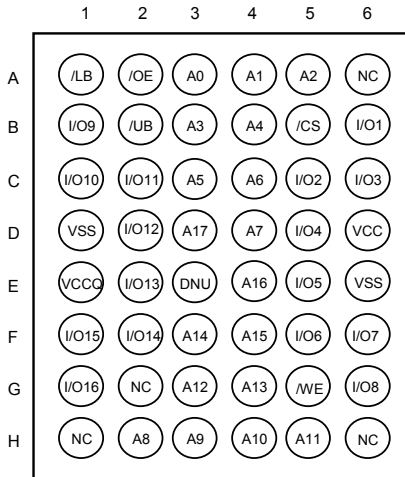 1 2 3 4 5 6
A /LB /OE A0 A1 A2 NC
B I/O9 /UB A3 A4 /CS I/O1
C I/O10 I/O11 A5 A6 I/O2 I/O3
D VSS I/O12 A17 A7 I/O4 VCC
E VCCQ I/O13 DNU A16 I/O5 VSS
F I/O15 I/O14 A14 A15 I/O6 I/O7
G I/O16 NC A12 A13 /WE I/O8
H NC A8 A9 A10 A11 NC